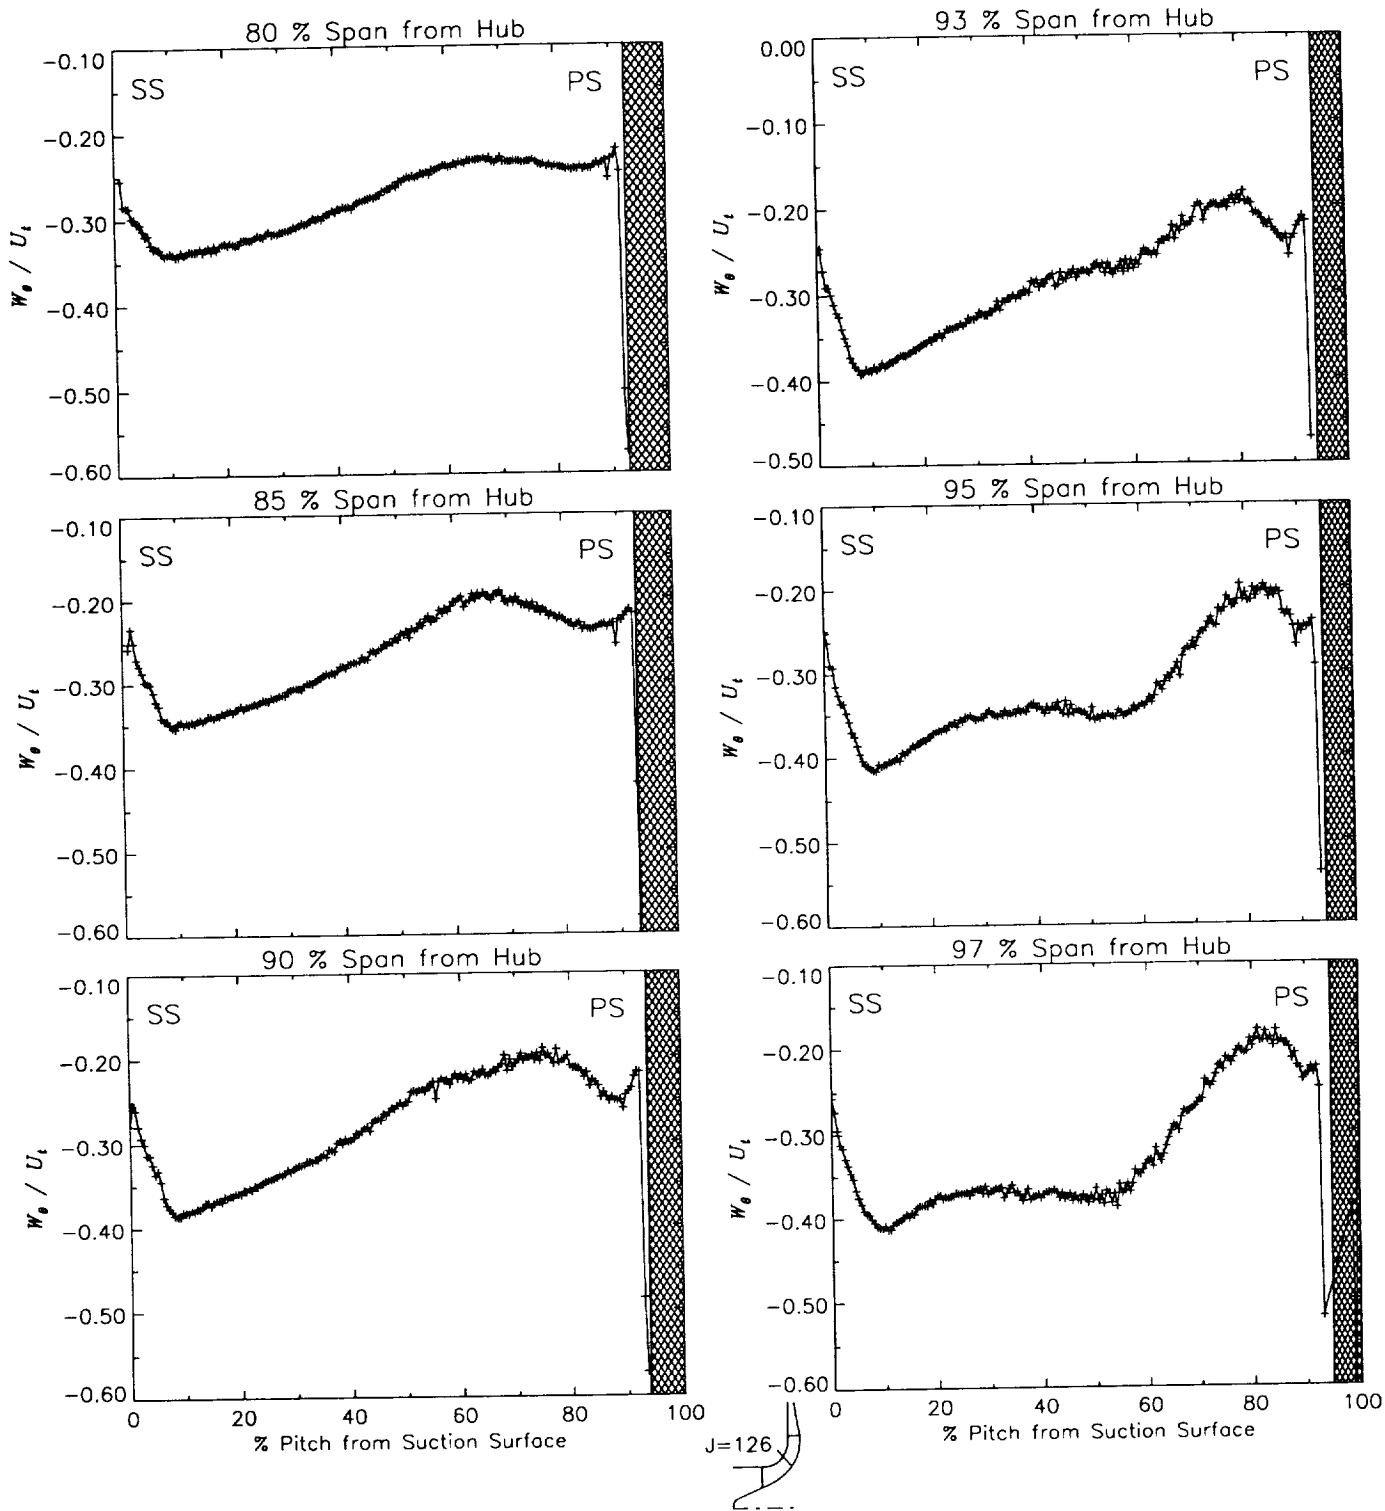 80 % Span from Hub
-0.10
-0.20
-0.30
-0.40
-0.50
-0.60
SS
PS
W_θ / U_t
85 % Span from Hub
-0.10
-0.20
-0.30
-0.40
-0.50
-0.60
SS
PS
W_θ / U_t
90 % Span from Hub
-0.10
-0.20
-0.30
-0.40
-0.50
-0.60
SS
PS
W_θ / U_t
0 20 40 60 80 100
% Pitch from Suction Surface
93 % Span from Hub
0.00
-0.10
-0.20
-0.30
-0.40
-0.50
SS
PS
W_θ / U_t
95 % Span from Hub
-0.10
-0.20
-0.30
-0.40
-0.50
-0.60
SS
PS
W_θ / U_t
97 % Span from Hub
-0.10
-0.20
-0.30
-0.40
-0.50
-0.60
SS
PS
W_θ / U_t
0 20 40 60 80 100
% Pitch from Suction Surface
J=126